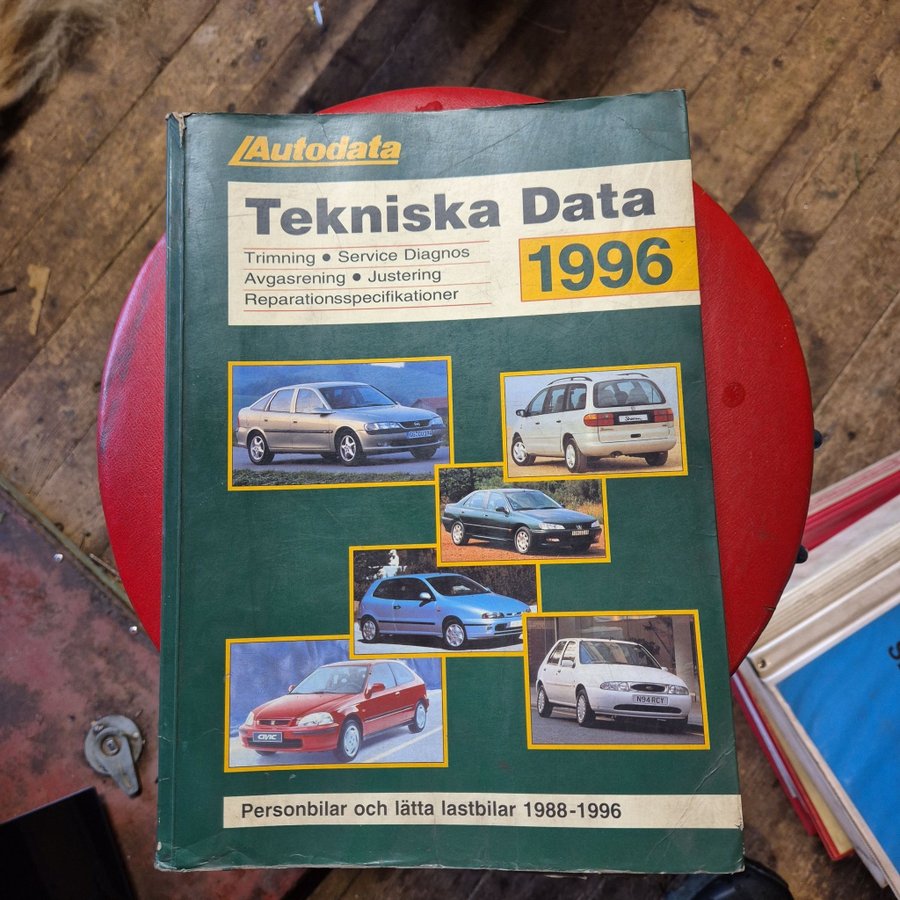 Autodata
Tekniska Data
1996
Trimning • Service Diagnos
Avgasrening • Justering
Reparationsspecifikationer
CIVIC
N94 RCY
Personbilar och lätta lastbilar 1988-1996